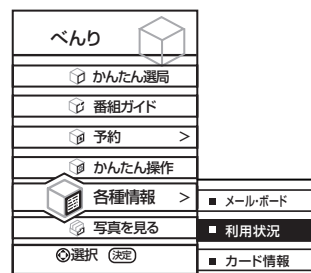 べんり
かんたん選局
番組ガイド
予約 >
かんたん操作
各種情報 >
メール・ボード
写真を見る
利用状況
選択 決定
カード情報